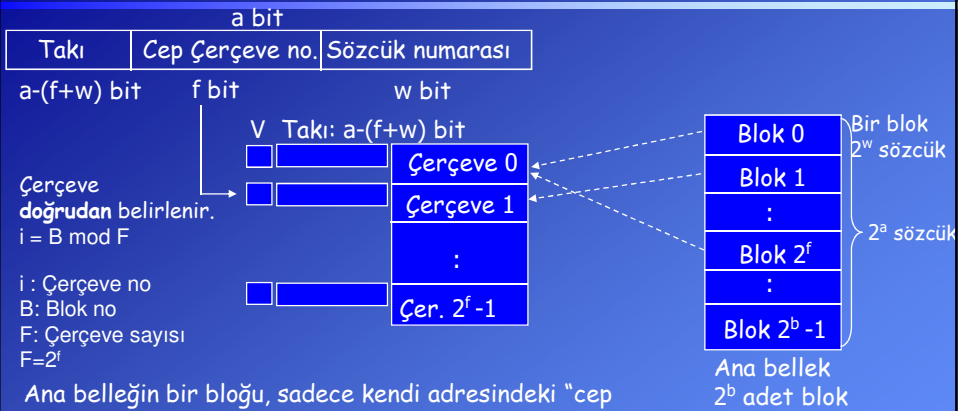 a bit
Takı Cep Çerçeve no. Sözcük numarası
a-(f+w) bit f bit w bit
V Takı: a-(f+w) bit
Çerçeve 0
Çerçeve 1
:
Çer. 2ᶠ -1
Çerçeve
doğrudan belirlenir.
i = B mod F
i : Çerçeve no
B: Blok no
F: Çerçeve sayısı
F=2ᶠ
Blok 0
Blok 1
:
Blok 2ᶠ
:
Blok 2ᵇ -1
Bir blok
2ʷ sözcük
2ᵃ sözcük
Ana bellek
2ᵇ adet blok
Ana belleğin bir bloğu, sadece kendi adresindeki “cep